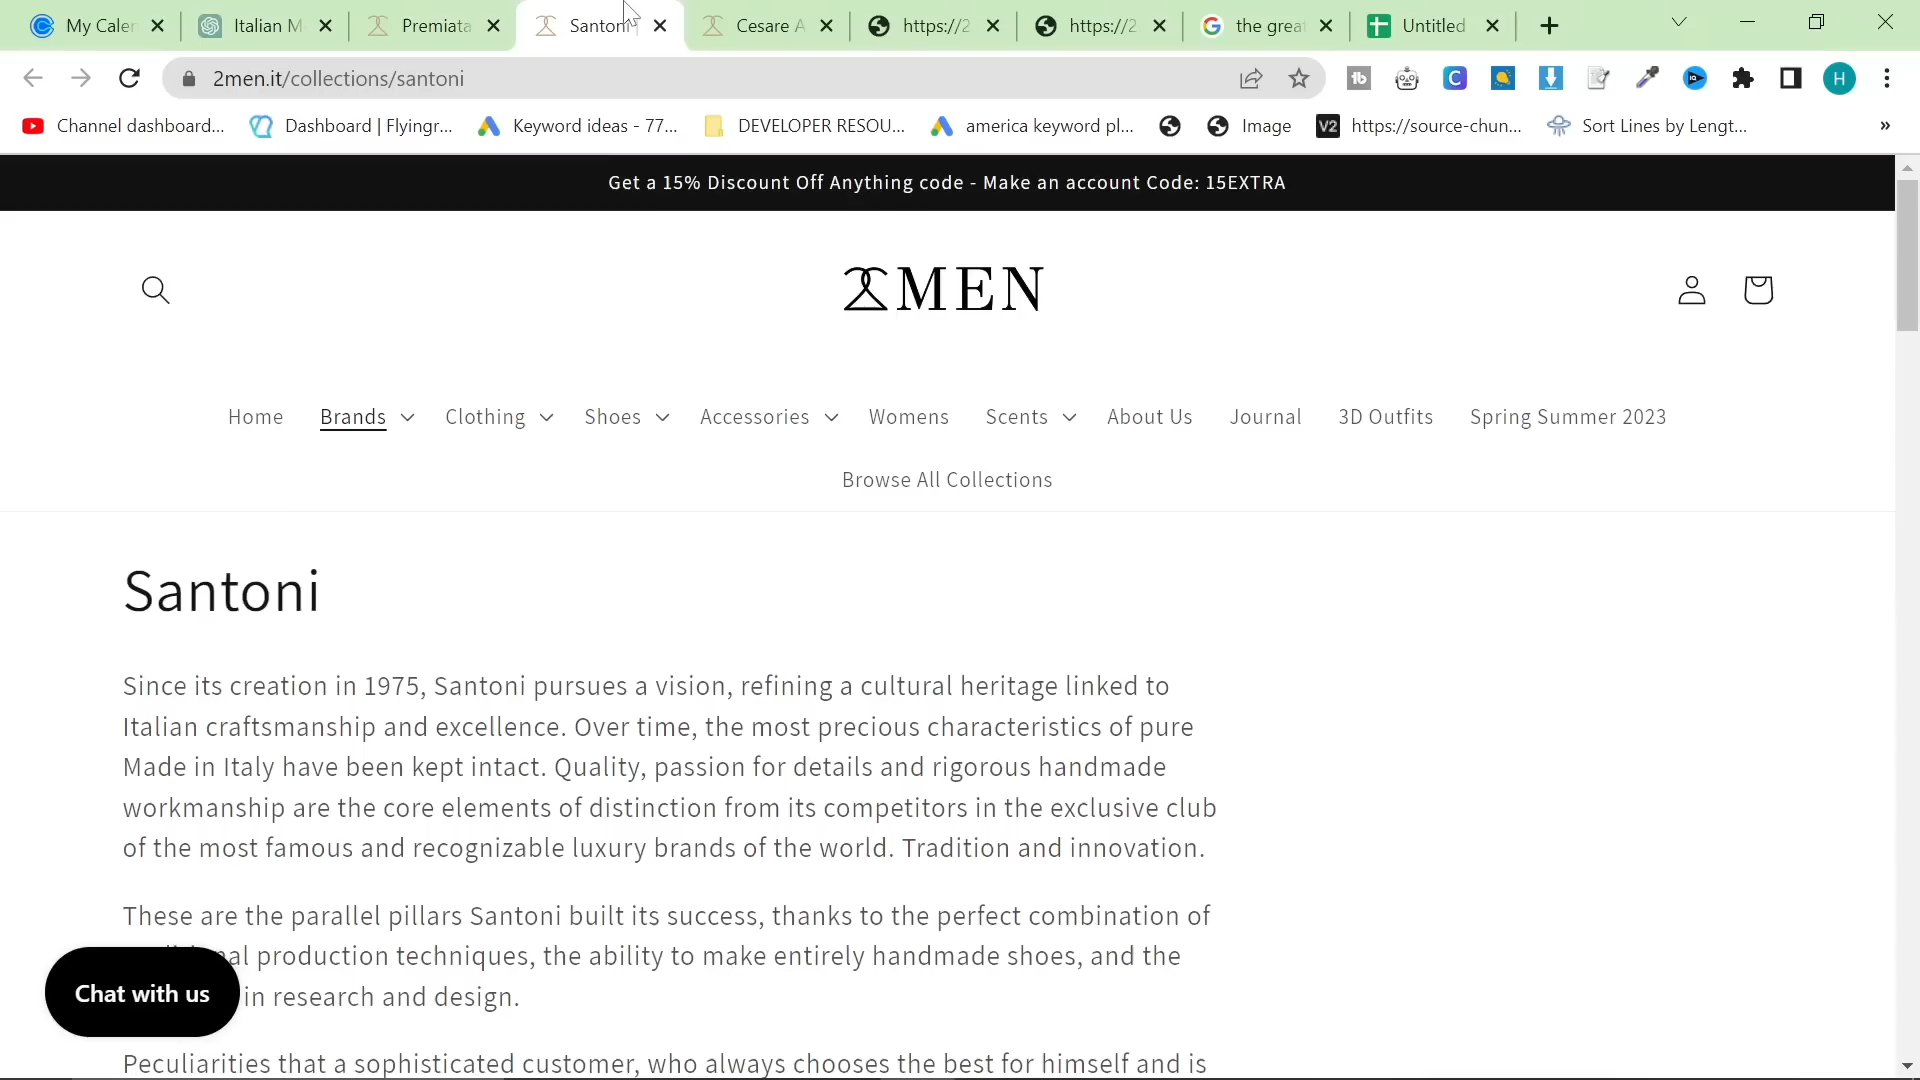 My Caler
Italian M
Premiata
Santoni
Cesare A
https://2
https://2
the great
Untitled
2men.it/collections/santoni
Channel dashboard...
Dashboard | Flyingr...
Keyword ideas - 77...
DEVELOPER RESOU...
america keyword pl...
Image
https://source-chun...
Sort Lines by Lengt...
»
Get a 15% Discount Off Anything code - Make an account Code: 15EXTRA
MEN
Home Brands Clothing Shoes Accessories Womens Scents About Us Journal 3D Outfits Spring Summer 2023
Browse All Collections
Santoni
Since its creation in 1975, Santoni pursues a vision, refining a cultural heritage linked to
Italian craftsmanship and excellence. Over time, the most precious characteristics of pure
Made in Italy have been kept intact. Quality, passion for details and rigorous handmade
workmanship are the core elements of distinction from its competitors in the exclusive club
of the most famous and recognizable luxury brands of the world. Tradition and innovation.
These are the parallel pillars Santoni built its success, thanks to the perfect combination of
production techniques, the ability to make entirely handmade shoes, and the
in research and design.
Chat with us
Peculiarities that a sophisticated customer, who always chooses the best for himself and is